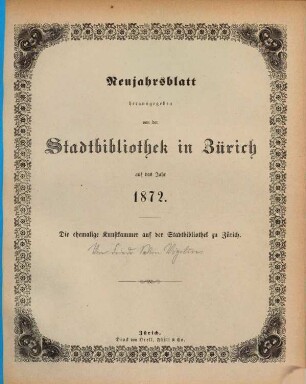 Neujahrsblatt
herausgegeben
von der
Stadtbibliothek in Zürich
auf das Jahr
1872.
Die ehemalige Kunstkammer auf der Stadtbibliothek zu Zürich.
Von
Zürich.
Druck von Orell, Füßli & Co.